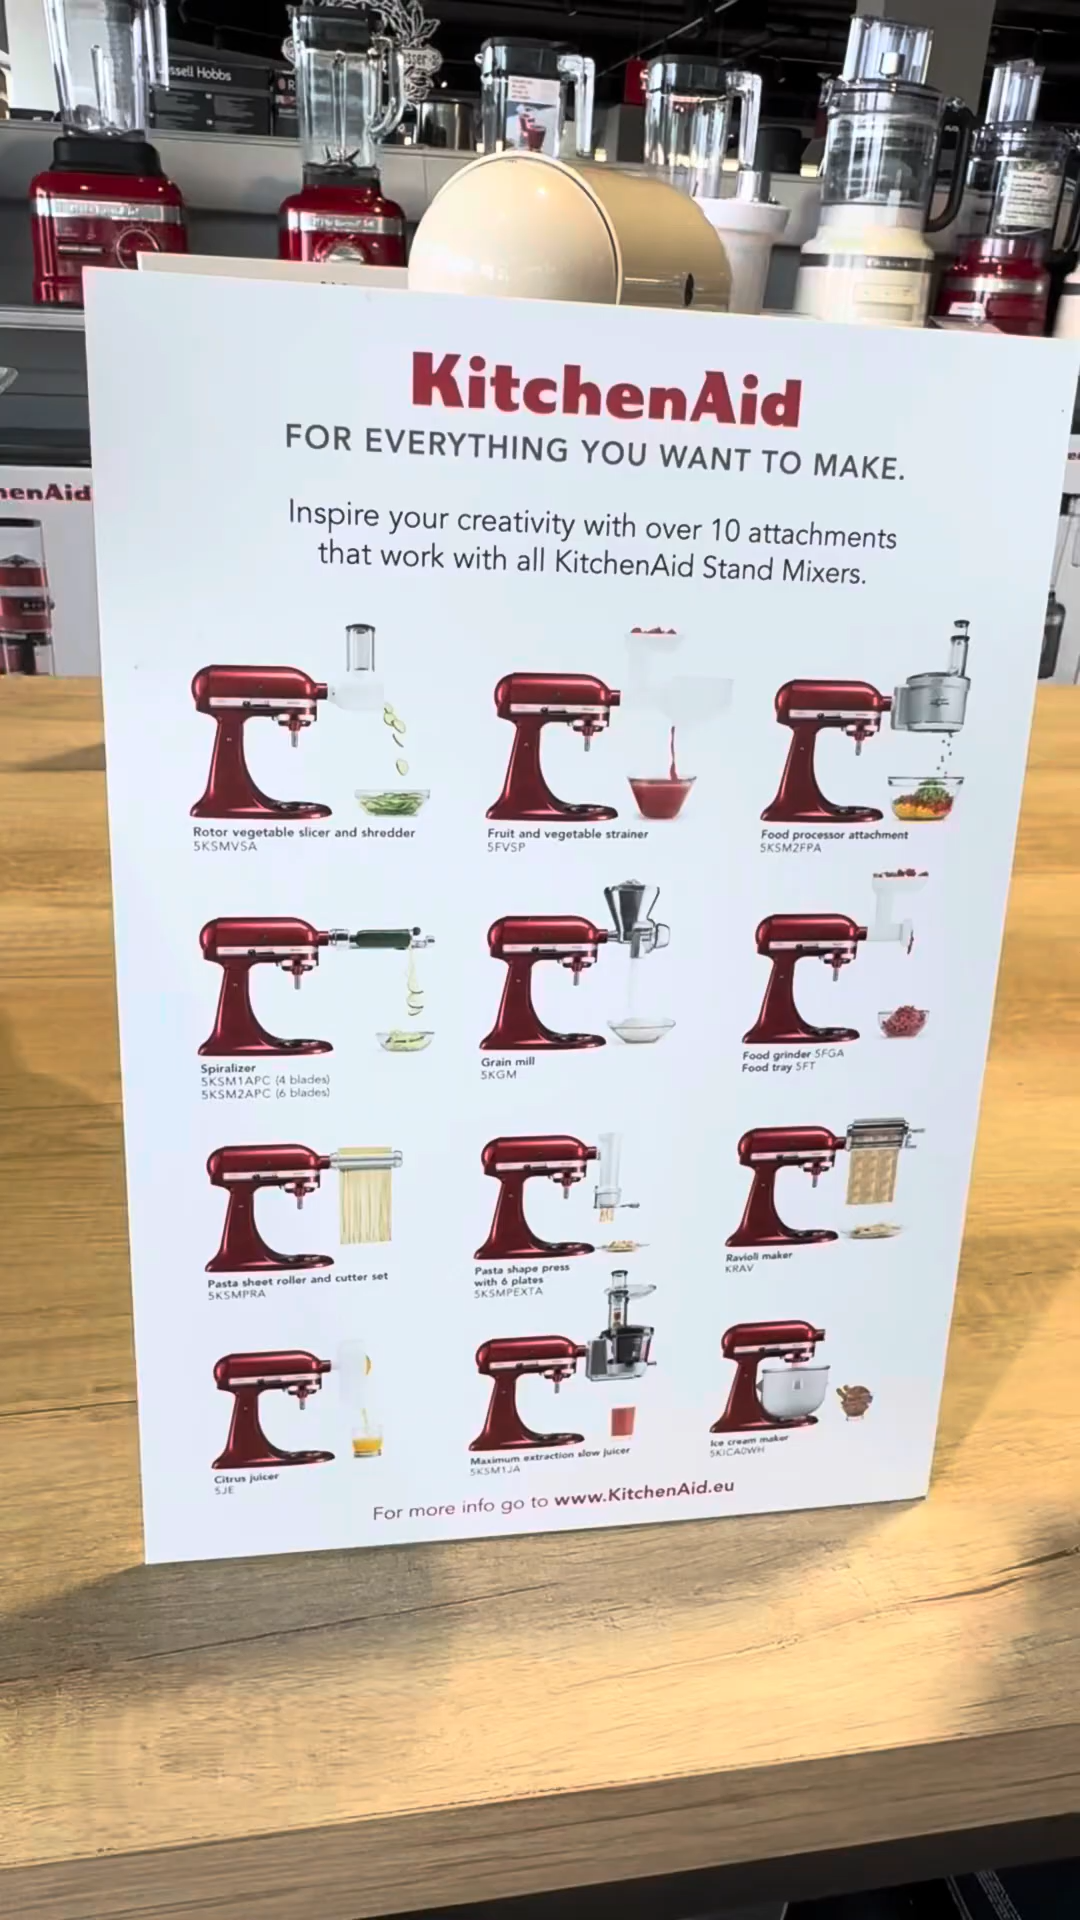 ssell Hobbs
henAid
KitchenAid
FOR EVERYTHING YOU WANT TO MAKE.
Inspire your creativity with over 10 attachments
that work with all KitchenAid Stand Mixers.
Rotor vegetable slicer and shredder
5KSMVSA
Fruit and vegetable strainer
5FVSP
Food processor attachment
5KSM2FPA
Spiralizer
5KSM1APC (4 blades)
5KSM2APC (6 blades)
Grain mill
5KGM
Food grinder 5FGA
Food tray 5FT
Pasta sheet roller and cutter set
5KSMPRA
Pasta shape press
with 6 plates
5KSMPEXTA
Ravioli maker
KRAV
Citrus juicer
5JE
Maximum extraction slow juicer
5KSM1JA
Ice cream maker
5KICA0WH
For more info go to www.KitchenAid.eu